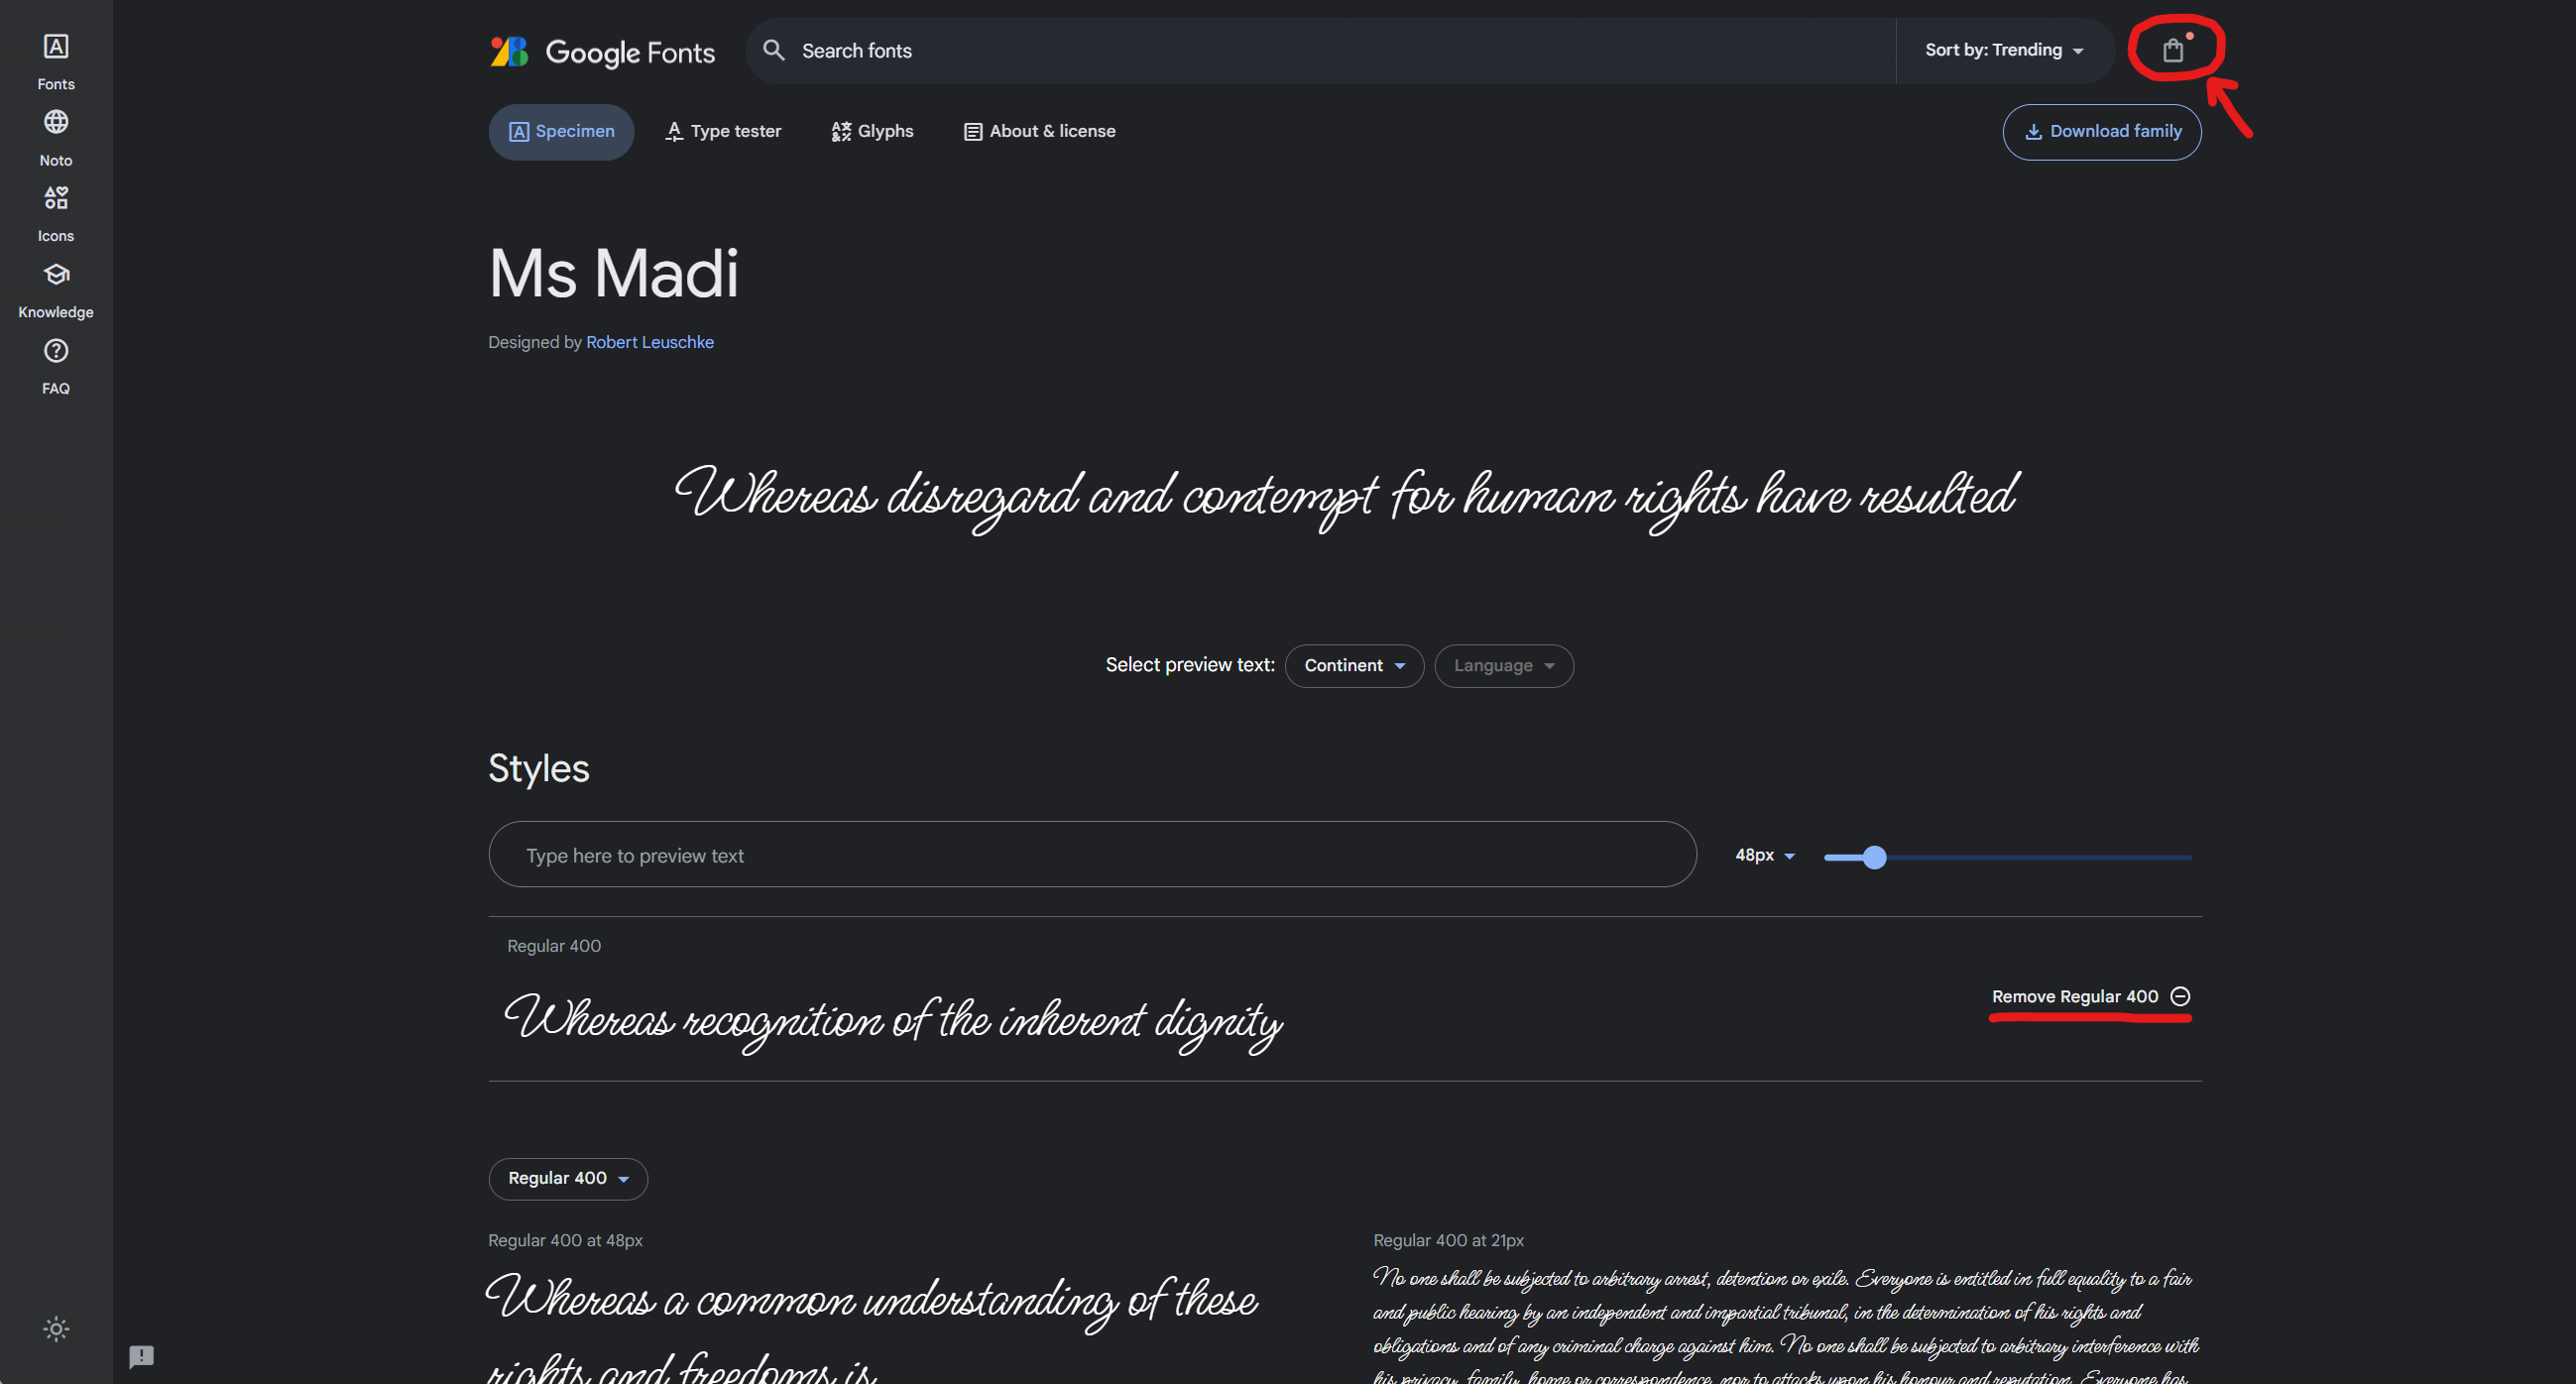 Fonts
Noto
Icons
Knowledge
FAQ
Google Fonts
Search fonts
Sort by: Trending
Specimen
Type tester
Glyphs
About & license
Download family
Ms Madi
Designed by Robert Leuschke
Whereas disregard and contempt for human rights have resulted
Select preview text: Continent Language
Styles
Type here to preview text
48px
Regular 400
Whereas recognition of the inherent dignity
Remove Regular 400
Regular 400
Regular 400 at 48px
Whereas a common understanding of these
rights and freedoms is
Regular 400 at 21px
No one shall be subjected to arbitrary arrest, detention or exile. Everyone is entitled in full equality to a fair
and public hearing by an independent and impartial tribunal, in the determination of his rights and
obligations and of any criminal charge against him. No one shall be subjected to arbitrary interference with
his privacy, family, home or correspondence, nor to attacks upon his honour and reputation. Everyone has